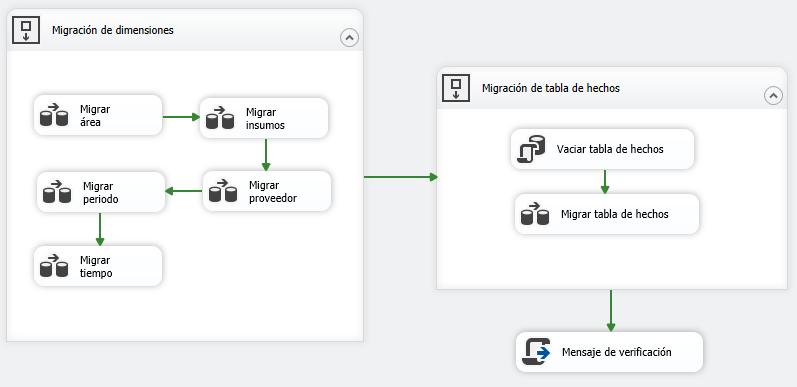 Migración de dimensiones
Migrar
área
Migrar
insumos
Migrar
proveedor
Migrar
periodo
Migrar
tiempo
Migración de tabla de hechos
Vaciar tabla de hechos
Migrar tabla de hechos
Mensaje de verificación